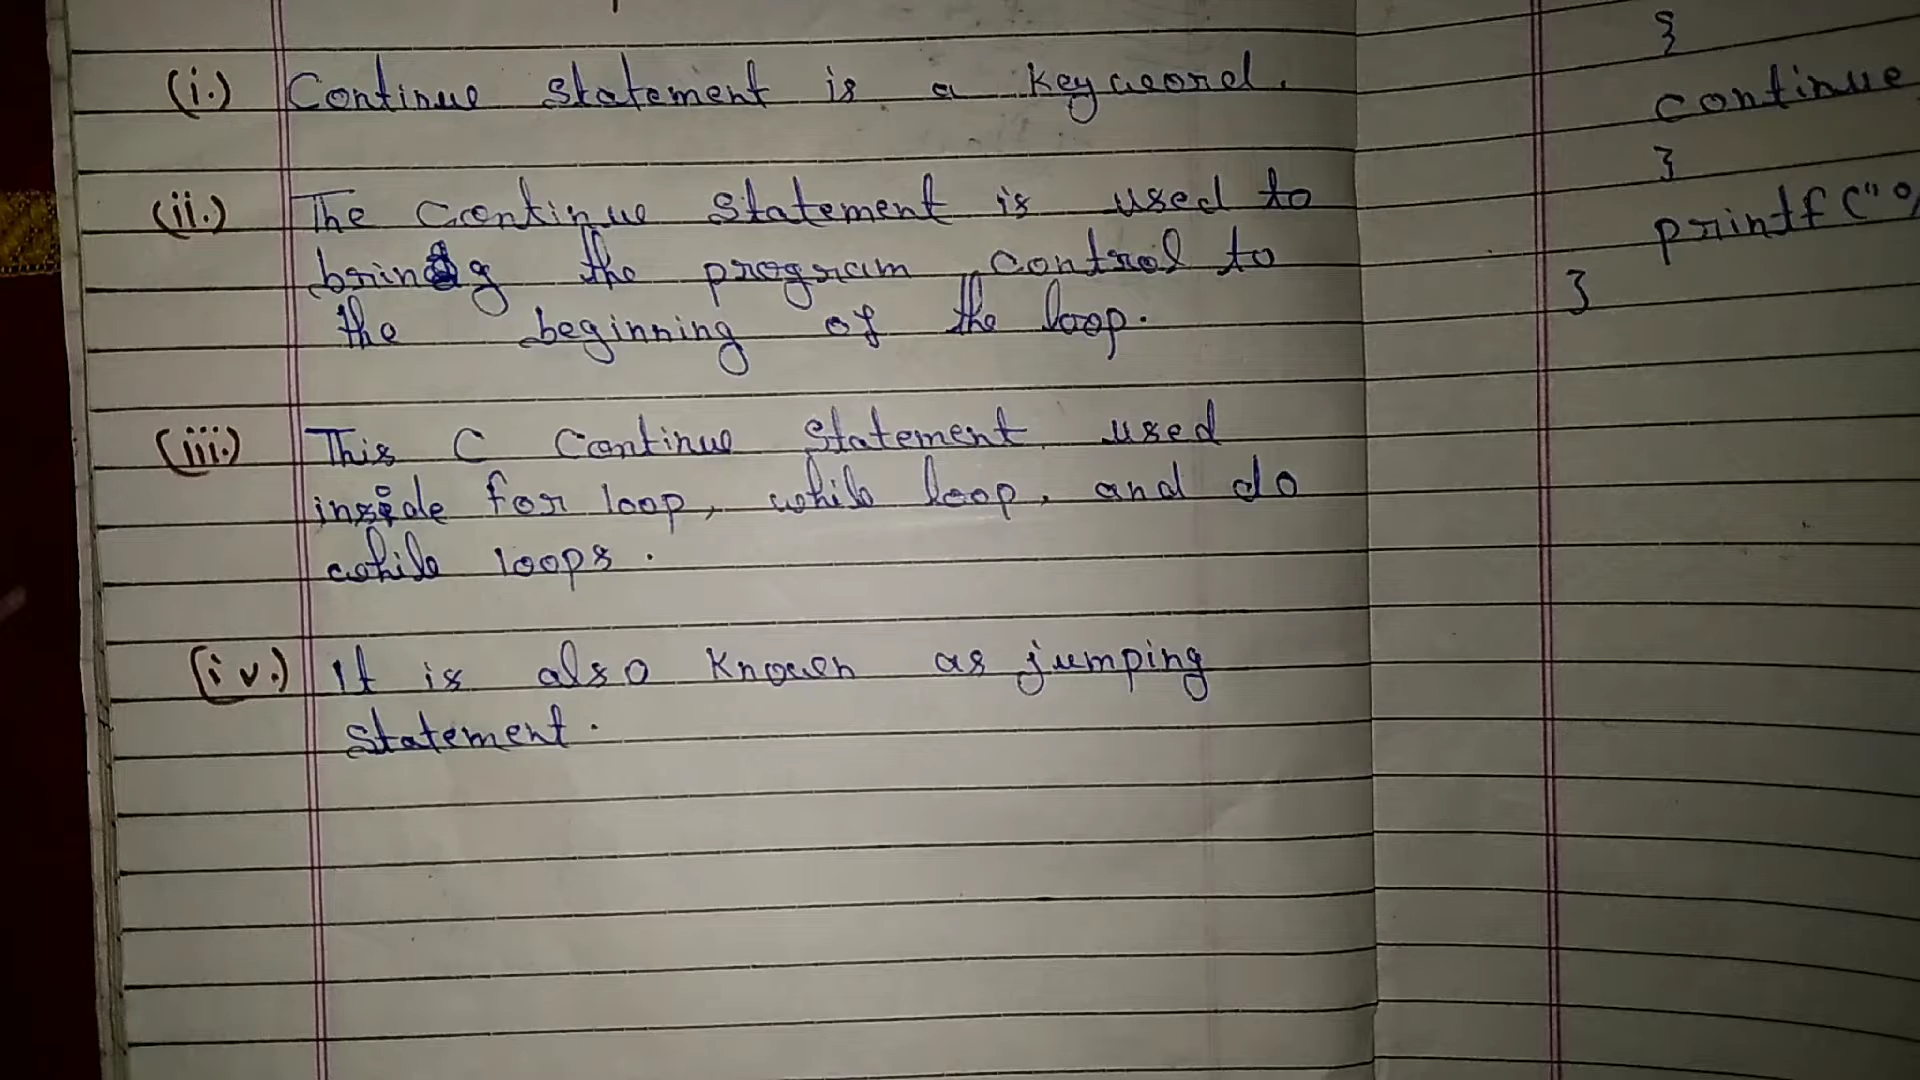 (i.) Continue statement is a keyword.
(ii.) The Continue statement is used to
bring the program control to
the beginning of the loop.
(iii.) This C Continue statement used
inside for loop, while loop, and do
while loops.
(iv.) It is also known as jumping
statement.
}
continue
}
printf("%
}